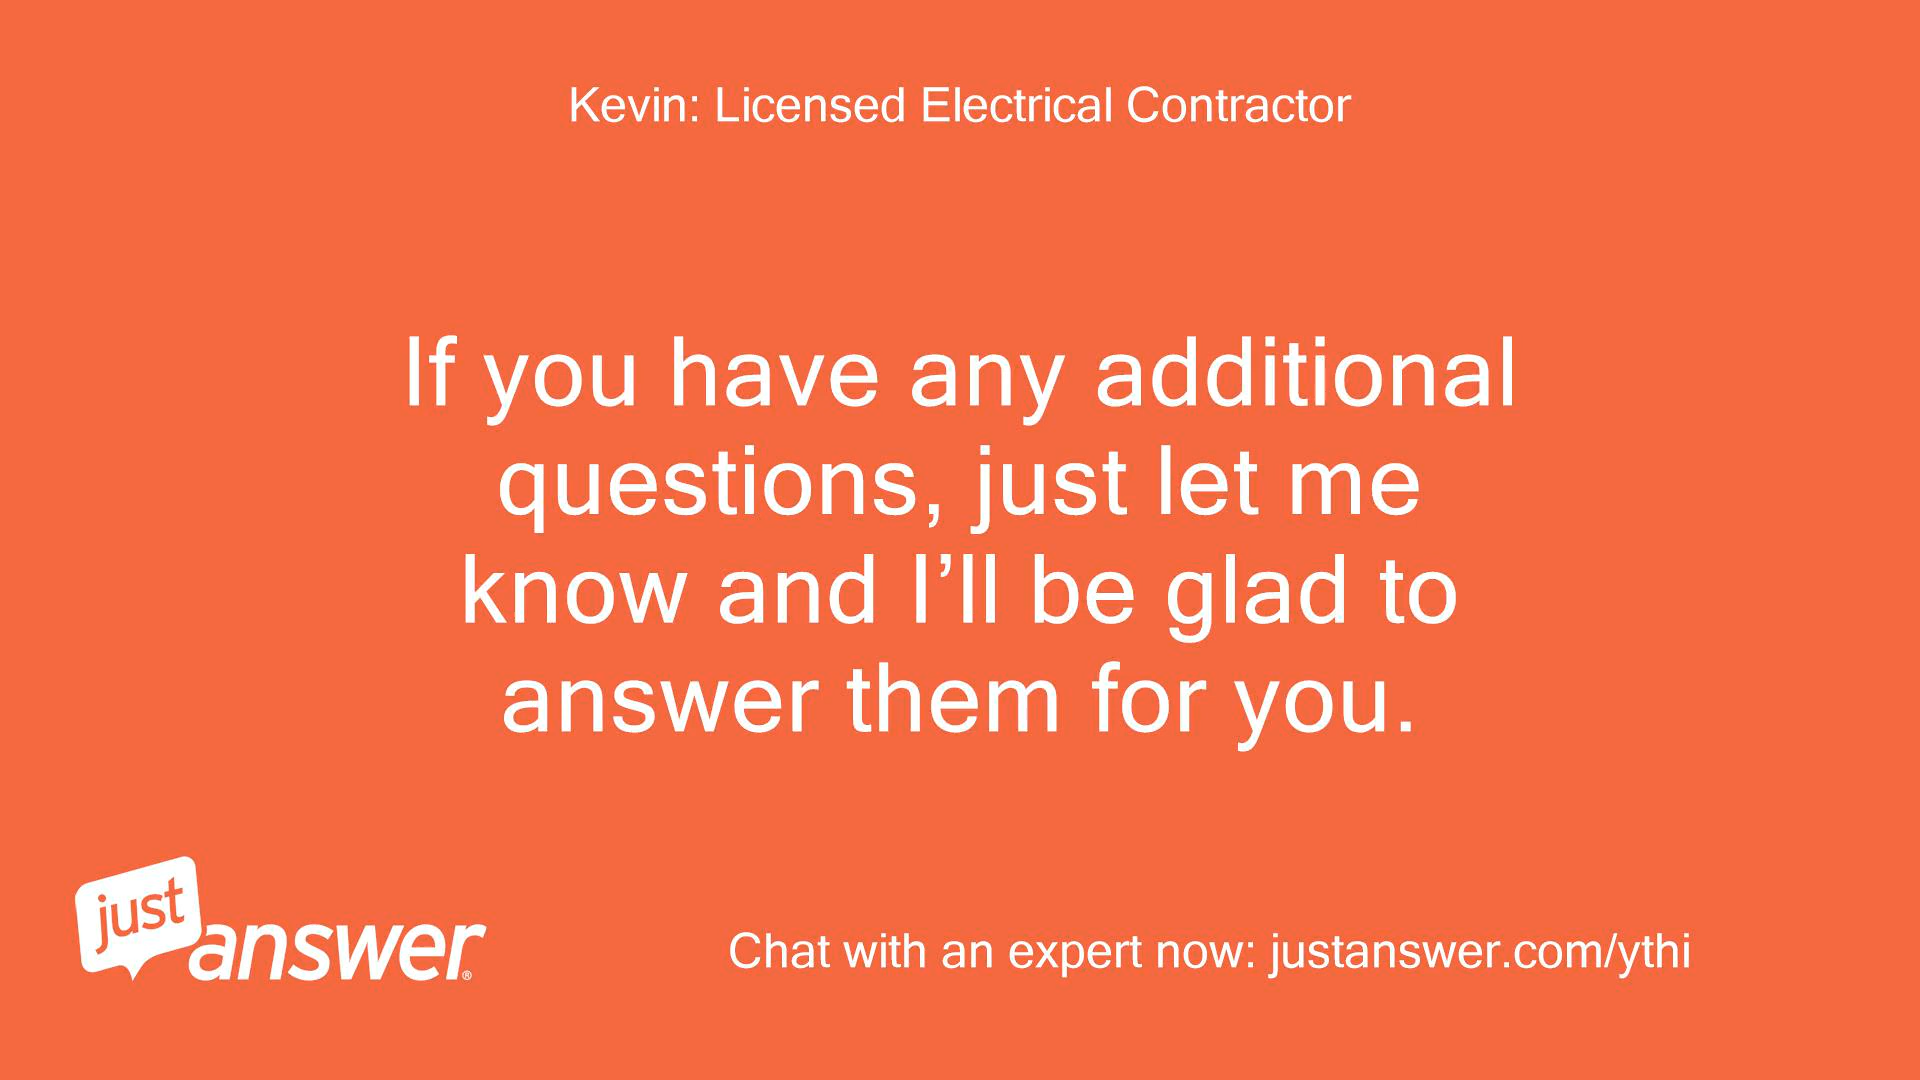 Kevin: Licensed Electrical Contractor
If you have any additional
questions, just let me
know and I’ll be glad to
answer them for you.
just
answer®
Chat with an expert now: justanswer.com/ythi